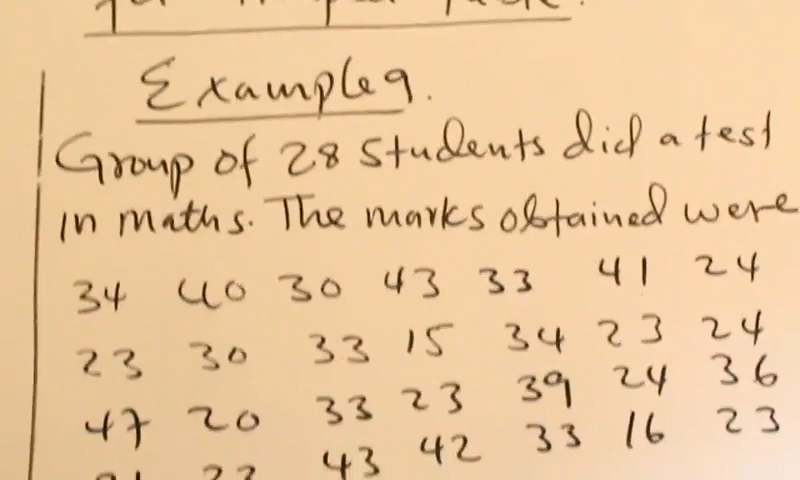 Example 9.
Group of 28 students did a test
in maths. The marks obtained were
34 40 30 43 33 41 24
23 30 33 15 34 23 24
47 20 33 23 39 24 36
43 42 33 16 23